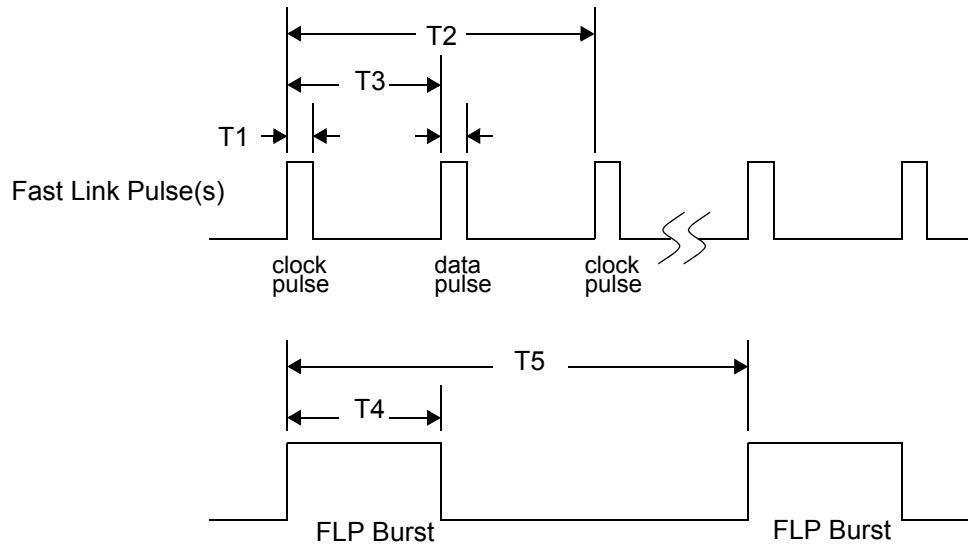 T2
T3
T1
Fast Link Pulse(s)
clock
pulse
data
pulse
clock
pulse
T5
T4
FLP Burst
FLP Burst